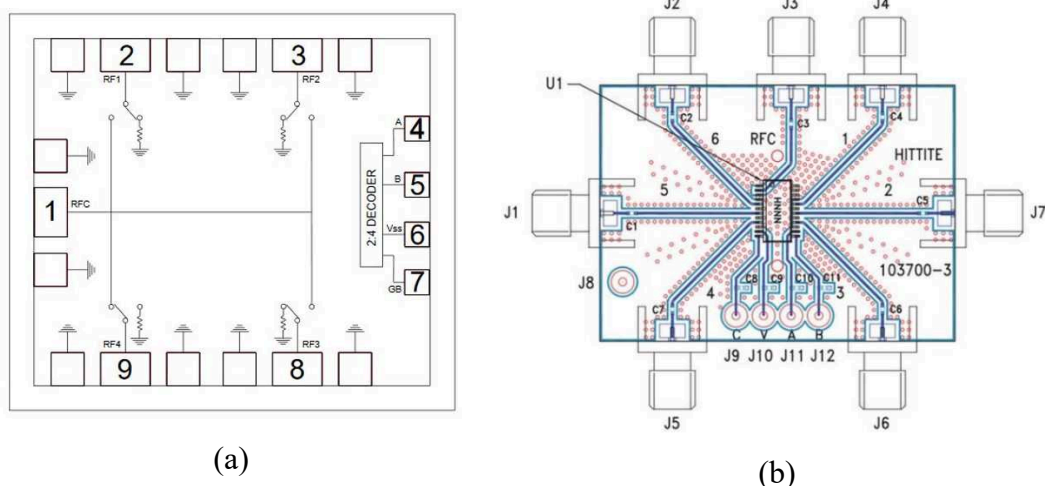 2
3
RF1
RF2
A
4
B
5
1
RFC
2:4 DECODER
Vss
6
GB
7
RF4
RF3
9
8
(a)
J2
J3
J4
U1
C2
C3
C4
6
RFC
1
HITTITE
5
2
J1
C1
NNNH
C5
J7
J8
103700-3
4
C8
C9
C10
C11
3
C7
C6
C
V
A
B
J9
J10
J11
J12
J5
J6
(b)